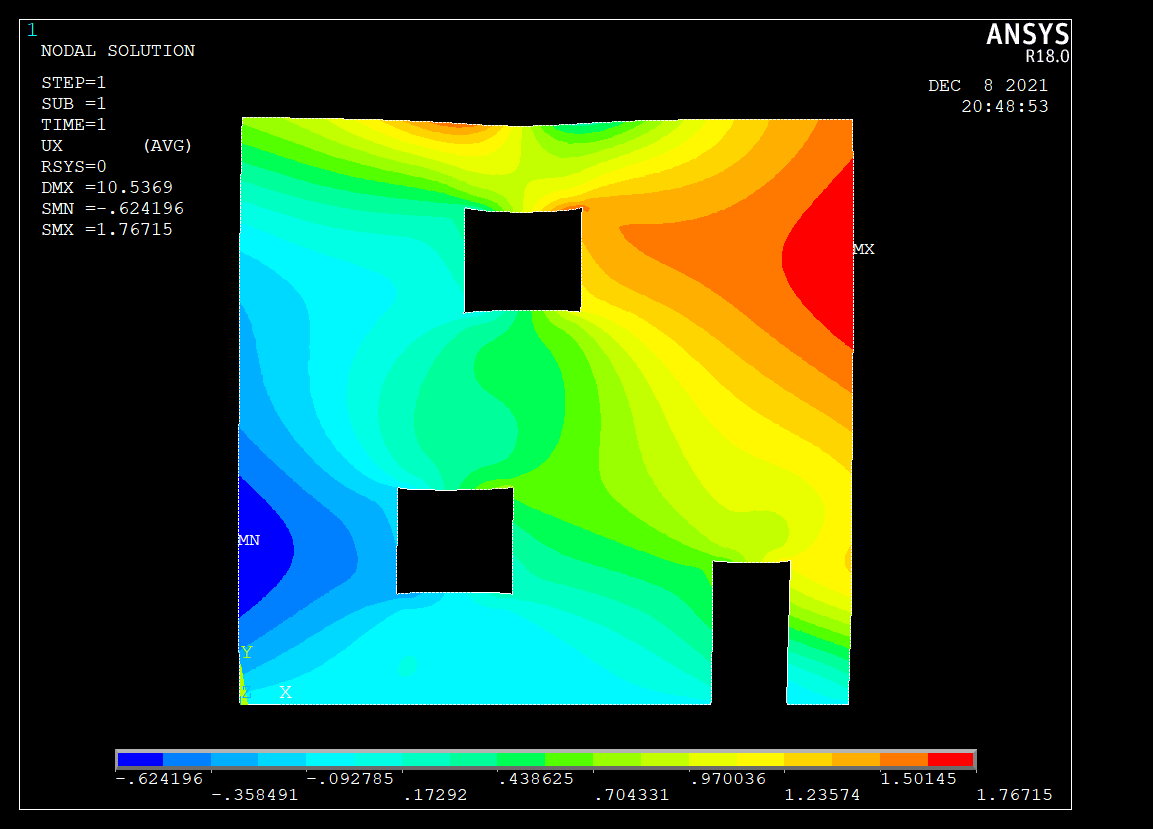 1
ANSYS
R18.0
NODAL SOLUTION
STEP=1
SUB =1
TIME=1
UX (AVG)
RSYS=0
DMX =10.5369
SMN =-.624196
SMX =1.76715
DEC 8 2021
20:48:53
MX
MN
Y
Z
X
-.624196 -.092785 .438625 .970036 1.50145
-.358491 .17292 .704331 1.23574 1.76715